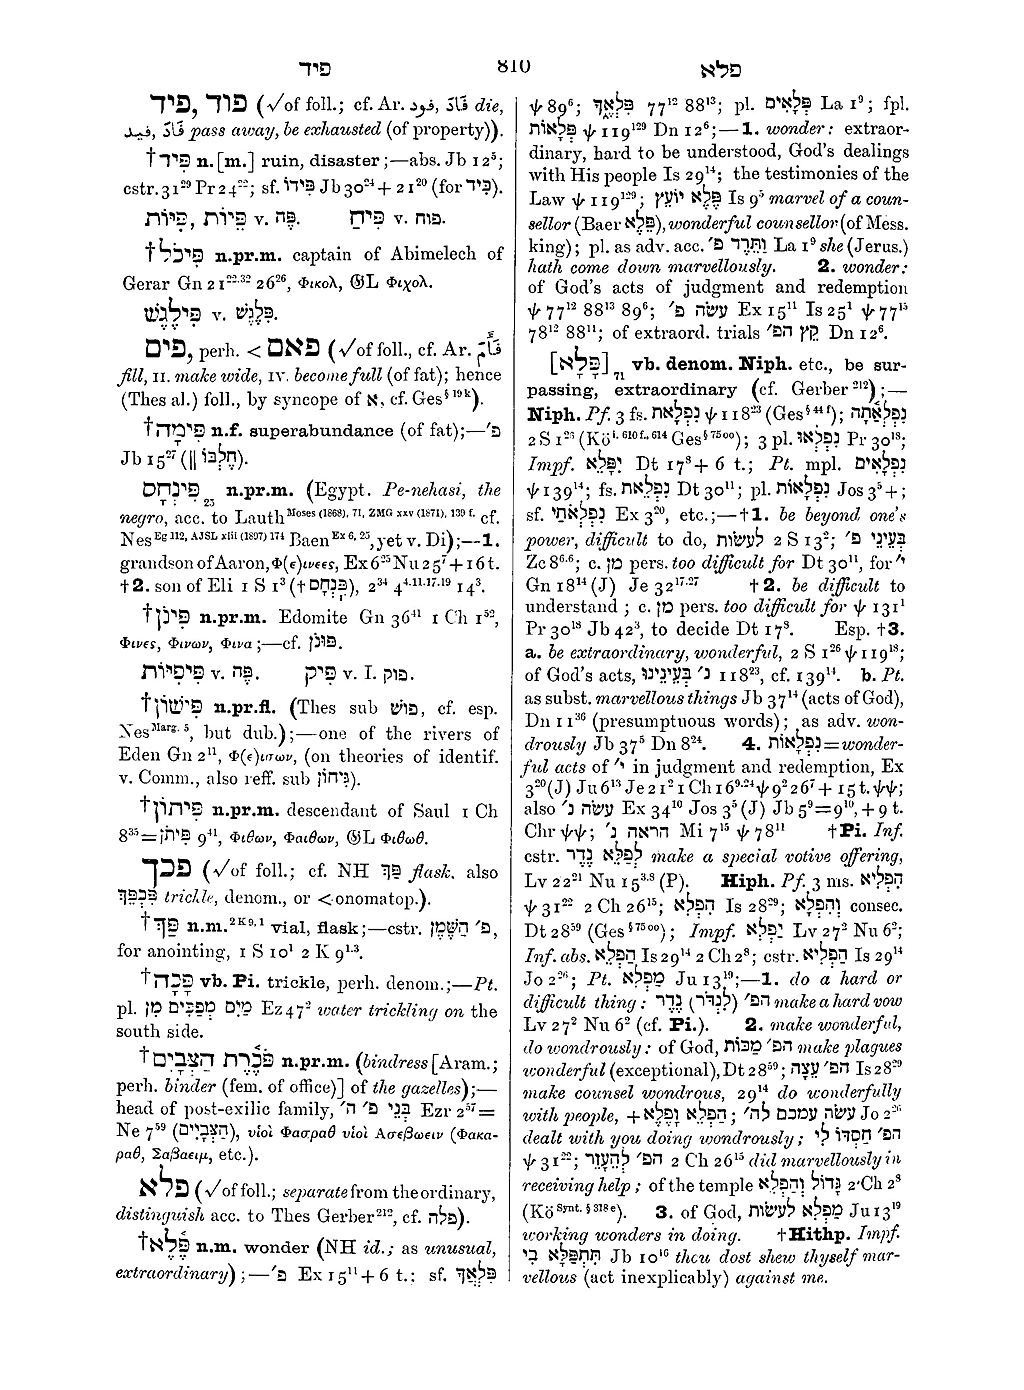 פיד 810 פלא
פוד, פיד (√of foll.; cf. Ar. فود, فَادَ die,
فيد, فَادَ pass away, be exhausted (of property)).
†פִּיד n.[m.] ruin, disaster;—abs. Jb 12⁵;
cstr. 31²⁹ Pr 24²²; sf. פִּידוֹ Jb 30²⁴ + 21²⁰ (for כִּידוֹ).
פִּיּוֹת, פֵּיוֹת v. פֶּה. פִּיחַ v. פוח.
†פִּיכֹל n.pr.m. captain of Abimelech of
Gerar Gn 21²²·³² 26²⁶, Φικολ, 𝔊L Φιχολ.
פִּילֶגֶשׁ v. פִּלֶגֶשׁ.
פים, perh. < פאם (√of foll., cf. Ar.
fill, II. make wide, IV. become full (of fat); hence
(Thes al.) foll., by syncope of א, cf. Ges§ 19 k).
†פִּימָה n.f. superabundance (of fat);—פ׳
Jb 15²⁷ (|| חֶלְבּוֹ).
פִּינְחָס 25 n.pr.m. (Egypt. Pe-nehasi, the
negro, acc. to Lauth Moses (1868), 71, ZMG xxv (1871), 139 f. cf.
Nes Eg 112, AJSL xiii (1897) 174 Baen Ex 6, 25, yet v. Di);—1.
grandson of Aaron, Φ(ε)ινεες, Ex 6²⁵ Nu 25⁷ + 16 t.
†2. son of Eli 1 S 1³ (†פִּנְחָס), 2³⁴ 4⁴·¹¹·¹⁷·¹⁹ 14³.
†פִּינֹן n.pr.m. Edomite Gn 36⁴¹ 1 Ch 1⁵²,
Φινες, Φινων, Φινα;—cf. פּוּנֹן.
פִּיפִיּוֹת v. פֶּה. פִּיק v. I. פוק.
†פִּישׁוֹן n.pr.fl. (Thes sub פוּשׁ, cf. esp.
Nes Marg. 5, but dub.);—one of the rivers of
Eden Gn 2¹¹, Φ(ε)ισων, (on theories of identif.
v. Comm., also reff. sub גִּיחוֹן).
†פִּיתוֹן n.pr.m. descendant of Saul 1 Ch
8³⁵ = פִּיתֹן 9⁴¹, Φιθων, Φαιθων, 𝔊L Φιθωθ.
פכך (√of foll.; cf. NH פַּךְ flask, also
פִּכְפֵּךְ trickle, denom., or < onomatop.).
†פַּךְ n.m. 2 K 9, 1 vial, flask;—cstr. פ׳ הַשֶּׁמֶן,
for anointing, 1 S 10¹ 2 K 9¹·³.
†פָּכָה vb. Pi. trickle, perh. denom.;—Pt.
pl. מַיִם מְפַכִּים מִן Ez 47² water trickling on the
south side.
†פֹּכֶרֶת הַצְּבָיִם n.pr.m. (bindress [Aram.;
perh. binder (fem. of office)] of the gazelles);—
head of post-exilic family, בְּנֵי פ׳ ה׳ Ezr 2⁵⁷ =
Ne 7⁵⁹ (הַצְּבָיִים), υἱοὶ Φασραθ υἱοὶ Ασεβωειν (Φακα-
ραθ, Σαβαειμ, etc.).
פלא (√of foll.; separate from the ordinary,
distinguish acc. to Thes Gerber²¹², cf. פלה).
†פֶּלֶא n.m. wonder (NH id.; as unusual,
extraordinary);—פ׳ Ex 15¹¹ + 6 t.: sf. פִּלְאֲךָ
ψ 89⁶; פִּלְאֶךָ 77¹² 88¹³; pl. פְּלָאִים La 1⁹; fpl.
פְּלָאוֹת ψ 119¹²⁹ Dn 12⁶;—1. wonder: extraor-
dinary, hard to be understood, God's dealings
with His people Is 29¹⁴; the testimonies of the
Law ψ 119¹²⁹; פֶּלֶא יוֹעֵץ Is 9⁵ marvel of a coun-
sellor (Baer פֶּלֶא), wonderful counsellor (of Mess.
king); pl. as adv. acc. וַתֵּרֶד פ׳ La 1⁹ she (Jerus.)
hath come down marvellously. 2. wonder:
of God's acts of judgment and redemption
ψ 77¹² 88¹³ 89⁶; עשׂה פ׳ Ex 15¹¹ Is 25¹ ψ 77¹⁵
78¹² 88¹¹; of extraord. trials קֵץ הפ׳ Dn 12⁶.
[פָּלָא] 71 vb. denom. Niph. etc., be sur-
passing, extraordinary (cf. Gerber²¹²);—
Niph. Pf. 3 fs. נִפְלָאת ψ 118²³ (Ges§ 44 f); נִפְלְאַתָה
2 S 1²⁶ (Kö i. 610 f., 614 Ges§ 75 oo); 3 pl. נִפְלְאוּ Pr 30¹⁸;
Impf. יִפָּלֵא Dt 17⁸ + 6 t.; Pt. mpl. נִפְלָאִים
ψ 139¹⁴; fs. נִפְלֵאת Dt 30¹¹; pl. נִפְלָאוֹת Jos 3⁵ +;
sf. נִפְלְאֹתַי Ex 3²⁰, etc.;—†1. be beyond one's
power, difficult to do, לַעֲשׂוֹת 2 S 13²; בְּעֵינֵי פ׳
Zc 8⁶·⁶; c. מִן pers. too difficult for Dt 30¹¹, for י׳
Gn 18¹⁴ (J) Je 32¹⁷·²⁷ †2. be difficult to
understand; c. מִן pers. too difficult for ψ 131¹
Pr 30¹⁸ Jb 42³, to decide Dt 17⁸. Esp. †3.
a. be extraordinary, wonderful, 2 S 1²⁶ ψ 119¹⁸;
of God's acts, נ׳ בְּעֵינֵינוּ 118²³, cf. 139¹⁴. b. Pt.
as subst. marvellous things Jb 37¹⁴ (acts of God),
Dn 11³⁶ (presumptuous words); as adv. won-
drously Jb 37⁵ Dn 8²⁴. 4. נִפְלָאוֹת = wonder-
ful acts of י׳ in judgment and redemption, Ex
3²⁰ (J) Ju 6¹³ Je 21² 1 Ch 16⁹·²⁴ ψ 9² 26⁷ + 15 t. ψψ;
also עשׂה נ׳ Ex 34¹⁰ Jos 3⁵ (J) Jb 5⁹ = 9¹⁰, + 9 t.
Chr ψψ; הראה נ׳ Mi 7¹⁵ ψ 78¹¹ †Pi. Inf.
cstr. לְפַלֵּא נֶדֶר make a special votive offering,
Lv 22²¹ Nu 15³·⁸ (P). Hiph. Pf. 3 ms. הִפְלִיא
ψ 31²² 2 Ch 26¹⁵; הִפְלִא Is 28²⁹; וְהִפְלָא consec.
Dt 28⁵⁹ (Ges§ 75 oo); Impf. יַפְלִא Lv 27² Nu 6²;
Inf. abs. הַפְלֵא Is 29¹⁴ 2 Ch 2⁸; cstr. הַפְלִיא Is 29¹⁴
Jo 2²⁶; Pt. מַפְלִא Ju 13¹⁹;—1. do a hard or
difficult thing: הפ׳ (לִנְדֹּר) נֶדֶר make a hard vow
Lv 27² Nu 6² (cf. Pi.). 2. make wonderful,
do wondrously: of God, הפ׳ מַכּוֹת make plagues
wonderful (exceptional), Dt 28⁵⁹; הפ׳ עֵצָה Is 28²⁹
make counsel wondrous, 29¹⁴ do wonderfully
with people, + הַפְלֵא וָפֶלֶא; עשׂה עמכם לה׳ Jo 2²⁶
dealt with you doing wondrously; הפ׳ חַסְדּוֹ לִי
ψ 31²²; הפ׳ לְהֵעָזֵר 2 Ch 26¹⁵ did marvellously in
receiving help; of the temple גָּדוֹל וְהַפְלֵא 2 Ch 2⁸
(Kö Synt. § 318 e). 3. of God, מַפְלִא לַעֲשׂוֹת Ju 13¹⁹
working wonders in doing. †Hithp. Impf.
תִּתְפַּלָּא בִי Jb 10¹⁶ thou dost shew thyself mar-
vellous (act inexplicably) against me.